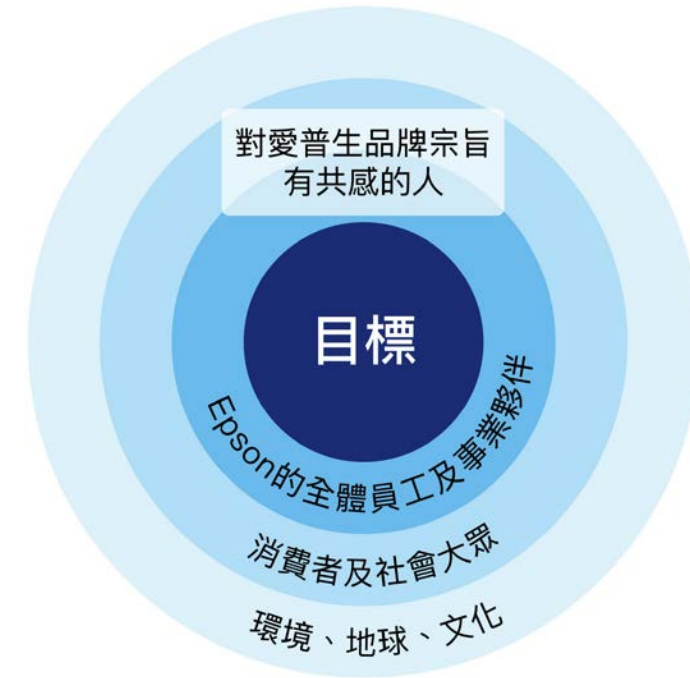 對愛普生品牌宗旨
有共感的人
目標
Epson的全體員工及事業夥伴
消費者及社會大眾
環境、地球、文化